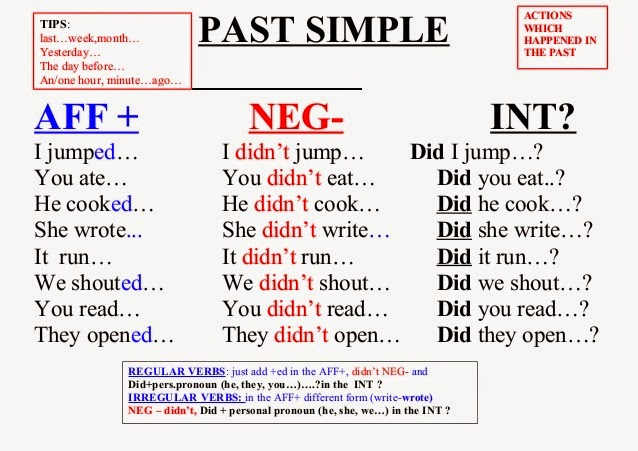 TIPS:
last…week,month…
Yesterday…
The day before…
An/one hour, minute…ago…
PAST SIMPLE
ACTIONS
WHICH
HAPPENED IN
THE PAST
AFF + NEG- INT?
I jumped… I didn't jump… Did I jump…?
You ate… You didn't eat… Did you eat..?
He cooked… He didn't cook… Did he cook…?
She wrote... She didn't write… Did she write…?
It run… It didn't run… Did it run…?
We shouted… We didn't shout… Did we shout…?
You read… You didn't read… Did you read…?
They opened… They didn't open… Did they open…?
REGULAR VERBS: just add +ed in the AFF+, didn't NEG- and
Did+pers.pronoun (he, they, you…)….?in the INT ?
IRREGULAR VERBS: in the AFF+ different form (write-wrote)
NEG – didn't, Did + personal pronoun (he, she, we…) in the INT ?